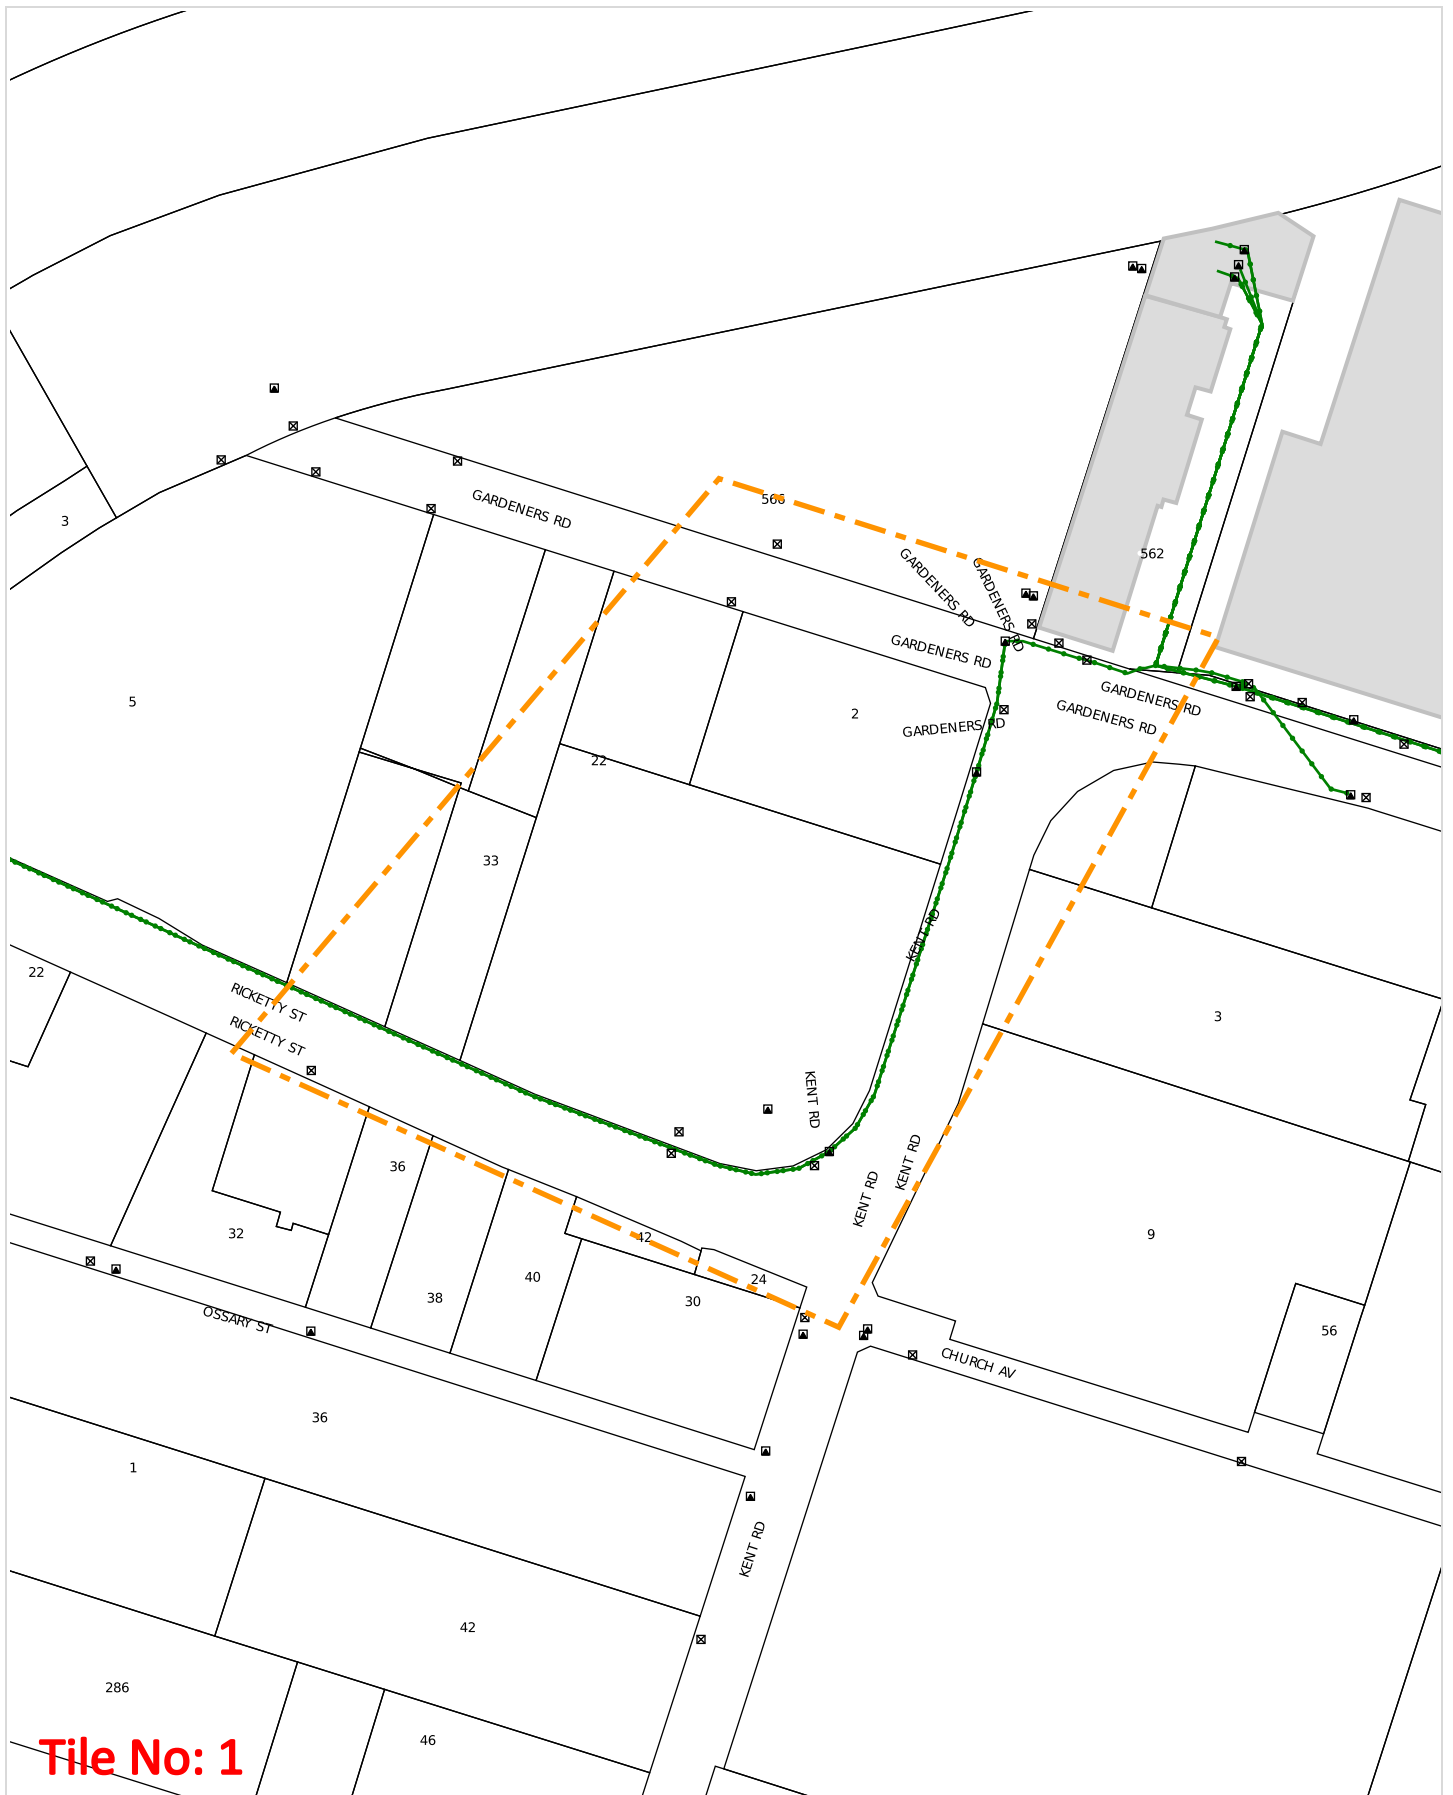 566
GARDENERS RD
3
GARDENERS RD
GARDENERS RD
562
GARDENERS RD
GARDENERS RD
GARDENERS RD
GARDENERS RD
5
2
22
33
KENT RD
22
RICKETTY ST
RICKETTY ST
3
KENT RD
KENT RD
KENT RD
36
32
42
9
24
40
38
30
OSSARY ST
56
CHURCH AV
36
1
KENT RD
42
286
46
Tile No: 1